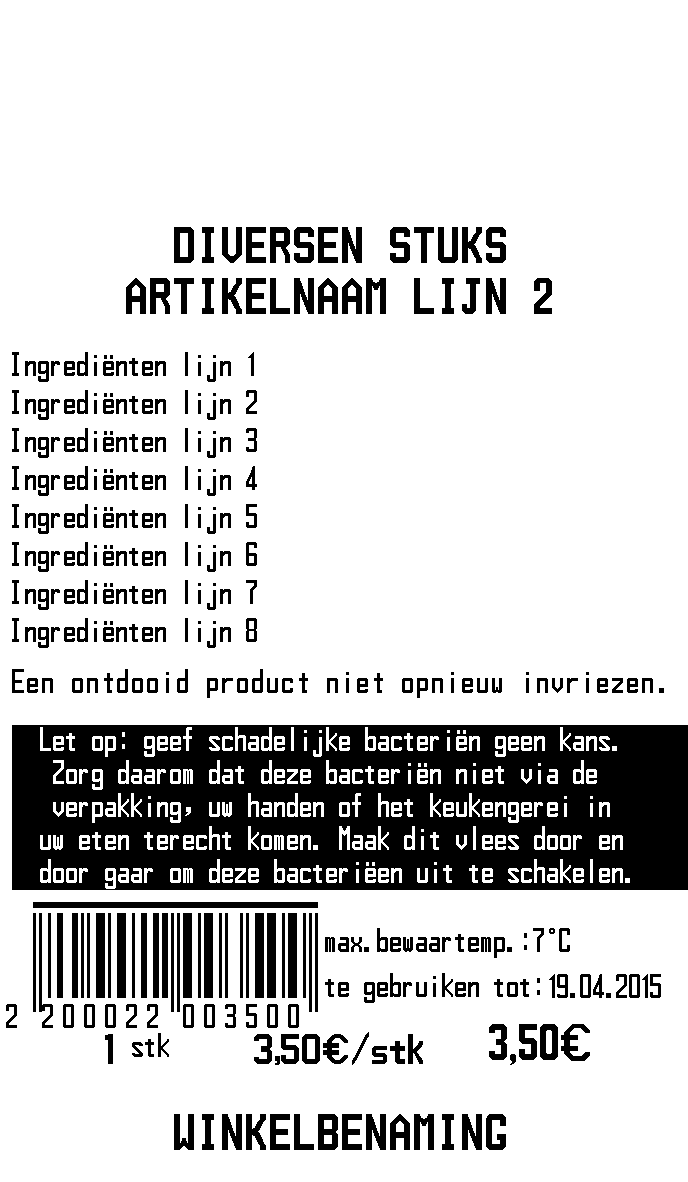 DIVERSEN STUKS
ARTIKELNAAM LIJN 2
Ingrediënten lijn 1
Ingrediënten lijn 2
Ingrediënten lijn 3
Ingrediënten lijn 4
Ingrediënten lijn 5
Ingrediënten lijn 6
Ingrediënten lijn 7
Ingrediënten lijn 8
Een ontdooid product niet opnieuw invriezen.
Let op: geef schadelijke bacteriën geen kans.
Zorg daarom dat deze bacteriën niet via de
verpakking, uw handen of het keukengerei in
uw eten terecht komen. Maak dit vlees door en
door gaar om deze bacteriëen uit te schakelen.
max.bewaartemp.:7°C
te gebruiken tot:19.04.2015
2 200022 003500
1 stk 3,50€/stk 3,50€
WINKELBENAMING